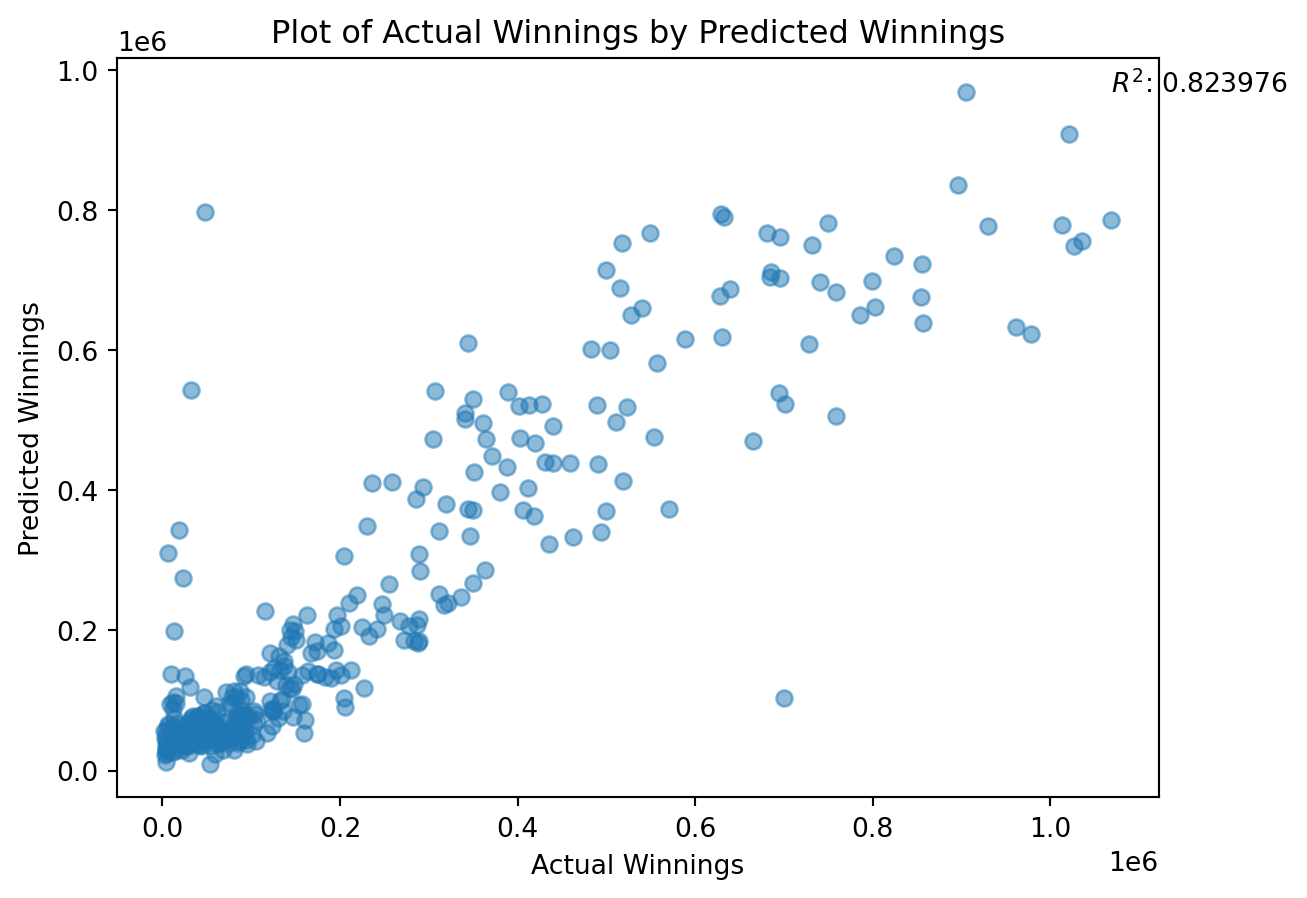 Plot of Actual Winnings by Predicted Winnings
1e6
R²: 0.823976
1.0
0.8
0.6
0.4
0.2
0.0
Predicted Winnings
0.0 0.2 0.4 0.6 0.8 1.0
Actual Winnings
1e6